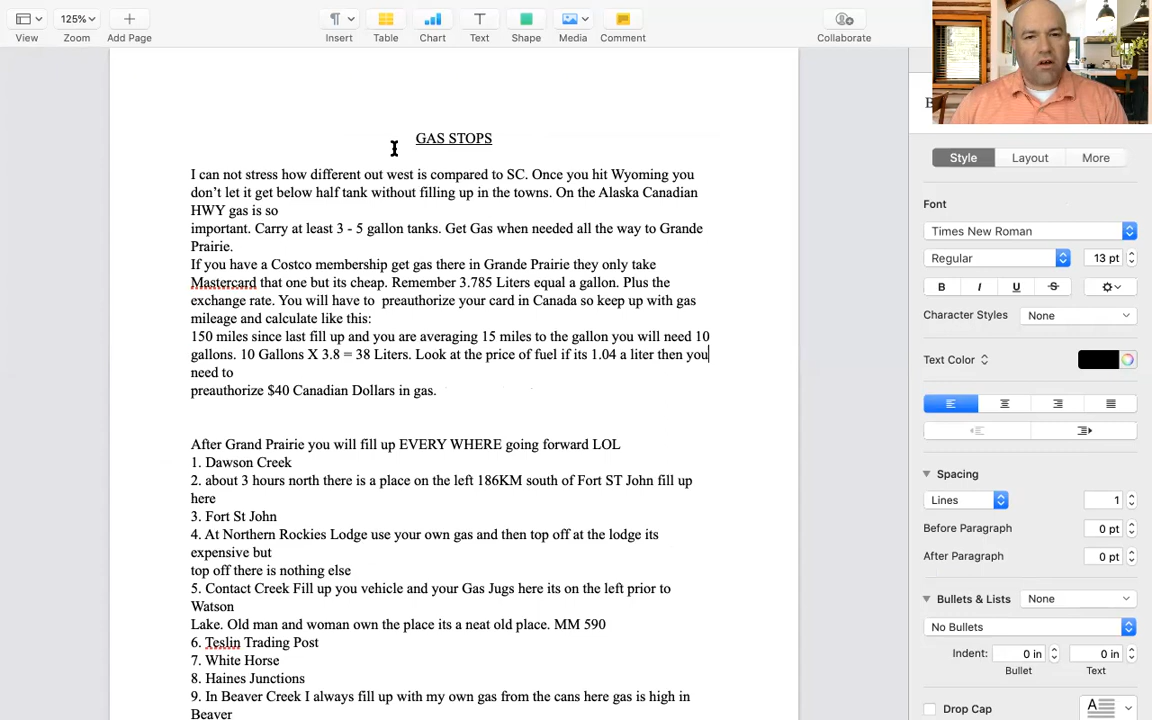 View
125%
Zoom
Add Page
Insert
Table
Chart
Text
Shape
Media
Comment
Collaborate
GAS STOPS
I can not stress how different out west is compared to SC. Once you hit Wyoming you
don't let it get below half tank without filling up in the towns. On the Alaska Canadian
HWY gas is so
important. Carry at least 3 - 5 gallon tanks. Get Gas when needed all the way to Grande
Prairie.
If you have a Costco membership get gas there in Grande Prairie they only take
Mastercard that one but its cheap. Remember 3.785 Liters equal a gallon. Plus the
exchange rate. You will have to  preauthorize your card in Canada so keep up with gas
mileage and calculate like this:
150 miles since last fill up and you are averaging 15 miles to the gallon you will need 10
gallons. 10 Gallons X 3.8 = 38 Liters. Look at the price of fuel if its 1.04 a liter then you
need to
preauthorize $40 Canadian Dollars in gas.
After Grand Prairie you will fill up EVERY WHERE going forward LOL
1. Dawson Creek
2. about 3 hours north there is a place on the left 186KM south of Fort ST John fill up
here
3. Fort St John
4. At Northern Rockies Lodge use your own gas and then top off at the lodge its
expensive but
top off there is nothing else
5. Contact Creek Fill up you vehicle and your Gas Jugs here its on the left prior to
Watson
Lake. Old man and woman own the place its a neat old place. MM 590
6. Teslin Trading Post
7. White Horse
8. Haines Junctions
9. In Beaver Creek I always fill up with my own gas from the cans here gas is high in
Beaver
Style
Layout
More
Font
Times New Roman
Regular
13 pt
B I U S
Character Styles
None
Text Color
Spacing
Lines
1
Before Paragraph
0 pt
After Paragraph
0 pt
Bullets & Lists
None
No Bullets
Indent:
0 in
0 in
Bullet
Text
Drop Cap
A